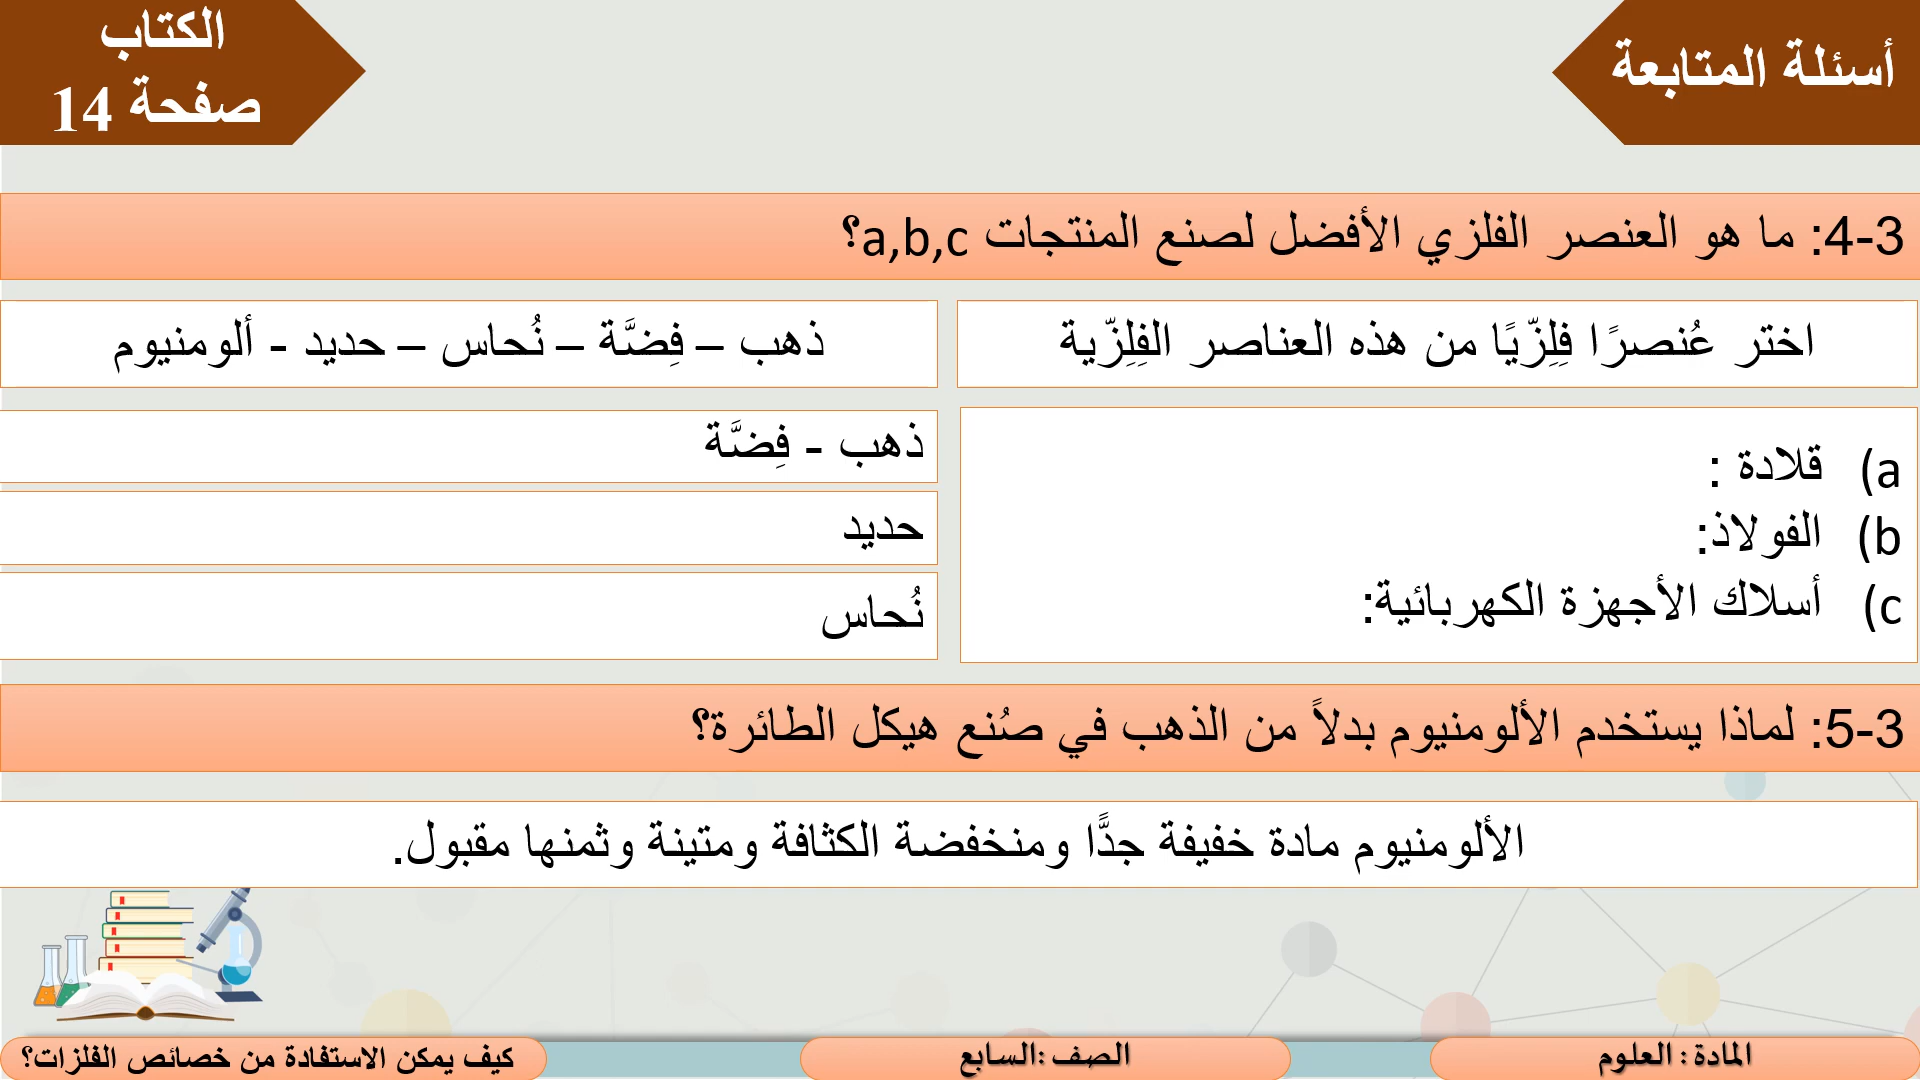 أسئلة المتابعة
الكتاب
صفحة 14
4-3: ما هو العنصر الفلزي الأفضل لصنع المنتجات a,b,c؟
اختر عُنصرًا فِلِزّيًا من هذه العناصر الفِلِزّية
ذهب – فِضَّة – نُحاس – حديد - ألومنيوم
a) قلادة :
b) الفولاذ:
c) أسلاك الأجهزة الكهربائية:
ذهب - فِضَّة
حديد
نُحاس
5-3: لماذا يستخدم الألومنيوم بدلاً من الذهب في صُنع هيكل الطائرة؟
الألومنيوم مادة خفيفة جدًّا ومنخفضة الكثافة ومتينة وثمنها مقبول.
المادة : العلوم
الصف :السابع
كيف يمكن الاستفادة من خصائص الفلزات؟